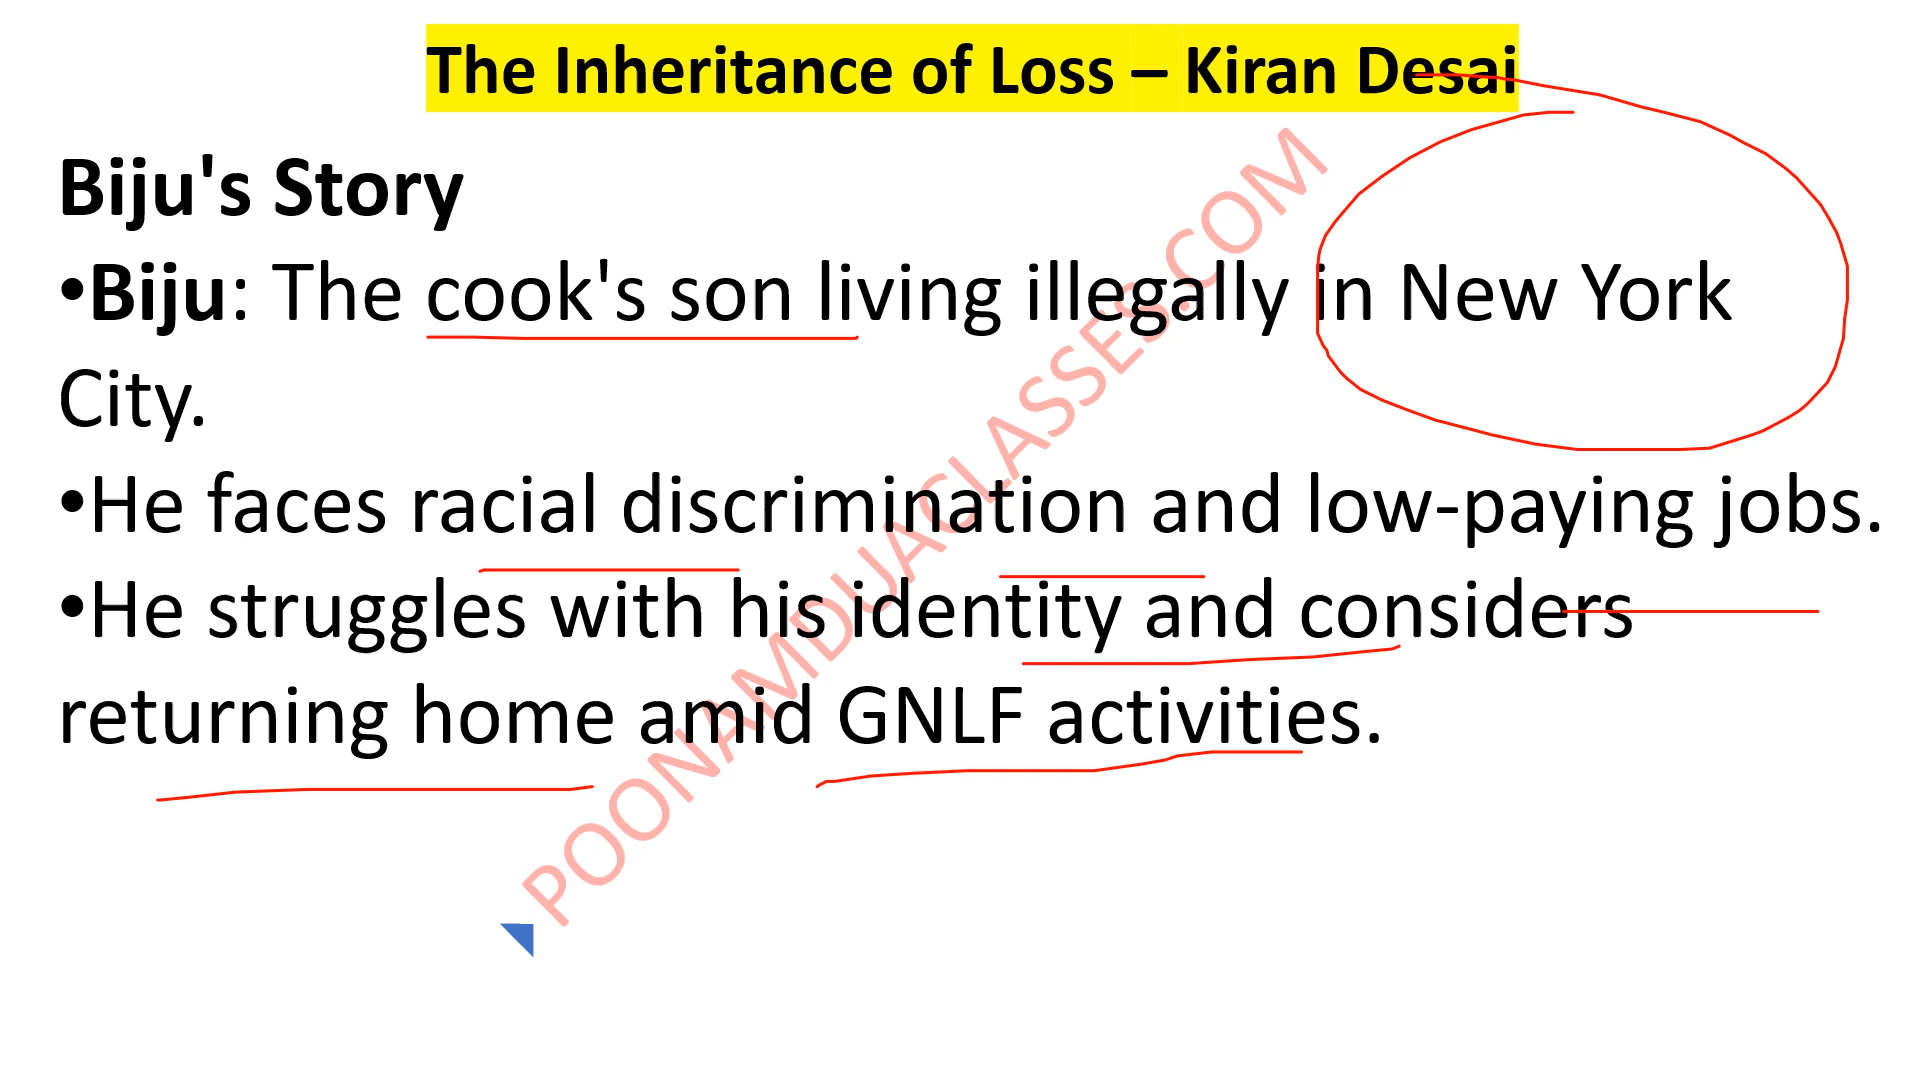 The Inheritance of Loss – Kiran Desai
Biju's Story
•Biju: The cook's son living illegally in New York
City.
•He faces racial discrimination and low-paying jobs.
•He struggles with his identity and considers
returning home amid GNLF activities.
POONAMDUACLASSES.COM